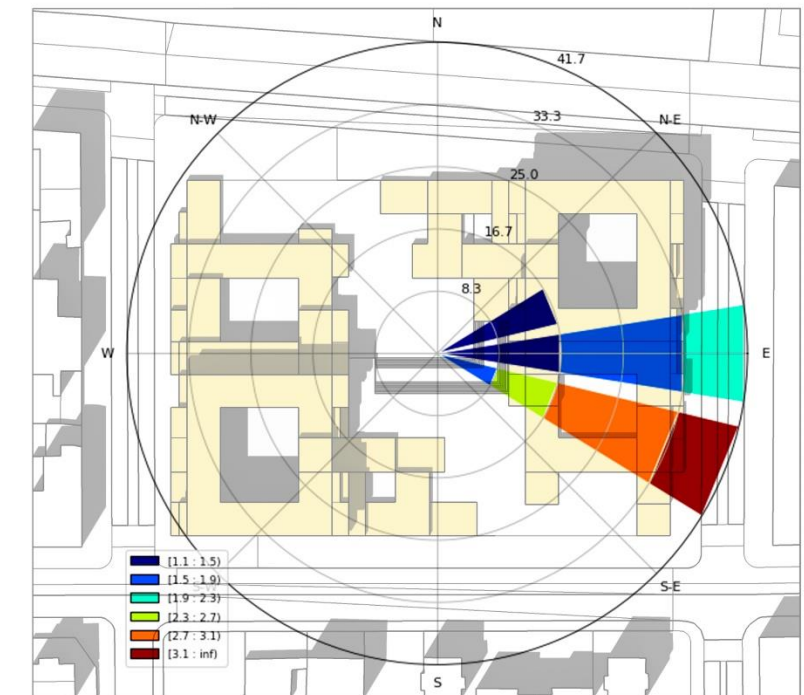 N
41.7
33.3
N-W
N-E
25.0
16.7
8.3
W
E
[1.1 : 1.5)
[1.5 : 1.9)
S-W
S-E
[1.9 : 2.3)
[2.3 : 2.7)
[2.7 : 3.1)
[3.1 : inf)
S